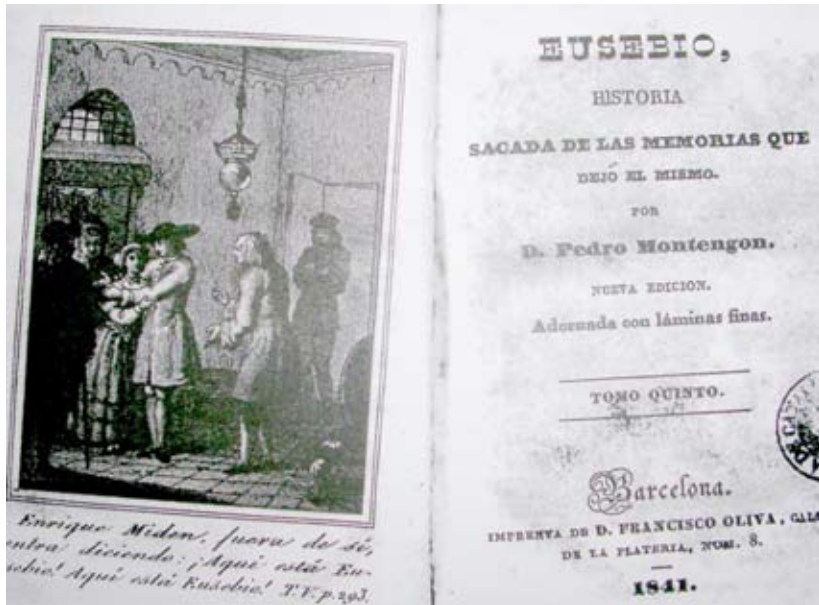 Enrique Midon, fuera de sí,
entra diciendo: ¡Aquí está Eu-
sebio! Aquí está Eusebio! T.V. p. 293.
EUSEBIO,
HISTORIA
SACADA DE LAS MEMORIAS QUE
DEJÓ EL MISMO.
POR
D. Pedro Montengon.
NUEVA EDICION.
Adornada con láminas finas.
TOMO QUINTO.
Barcelona.
IMPRENTA DE D. FRANCISCO OLIVA, CALL
DE LA PLATERIA, NUM. 8.
1841.